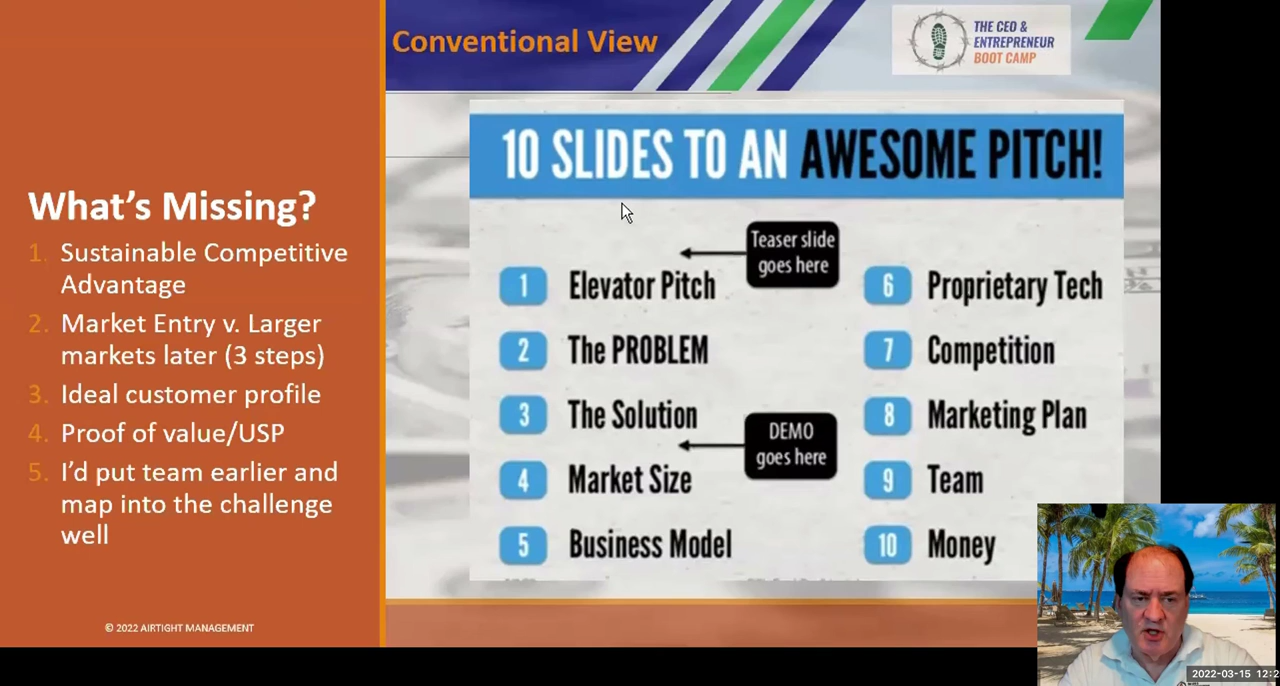 What's Missing?
1. Sustainable Competitive
Advantage
2. Market Entry v. Larger
markets later (3 steps)
3. Ideal customer profile
4. Proof of value/USP
5. I'd put team earlier and
map into the challenge
well
© 2022 AIRTIGHT MANAGEMENT
Conventional View
THE CEO &
ENTREPRENEUR
BOOT CAMP
10 SLIDES TO AN AWESOME PITCH!
Teaser slide
goes here
1 Elevator Pitch
2 The PROBLEM
3 The Solution
DEMO
goes here
4 Market Size
5 Business Model
6 Proprietary Tech
7 Competition
8 Marketing Plan
9 Team
10 Money
2022-03-15 12:2